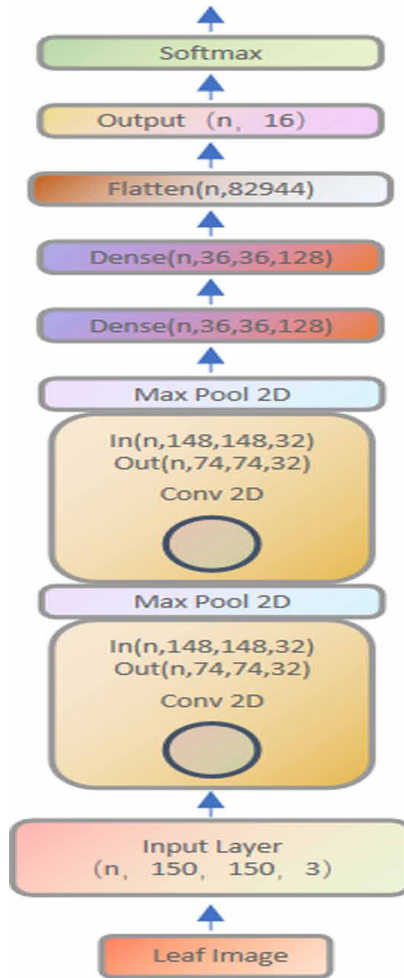 Softmax
Output (n, 16)
Flatten(n,82944)
Dense(n,36,36,128)
Dense(n,36,36,128)
Max Pool 2D
In(n,148,148,32)
Out(n,74,74,32)
Conv 2D
Max Pool 2D
In(n,148,148,32)
Out(n,74,74,32)
Conv 2D
Input Layer
(n, 150, 150, 3)
Leaf Image